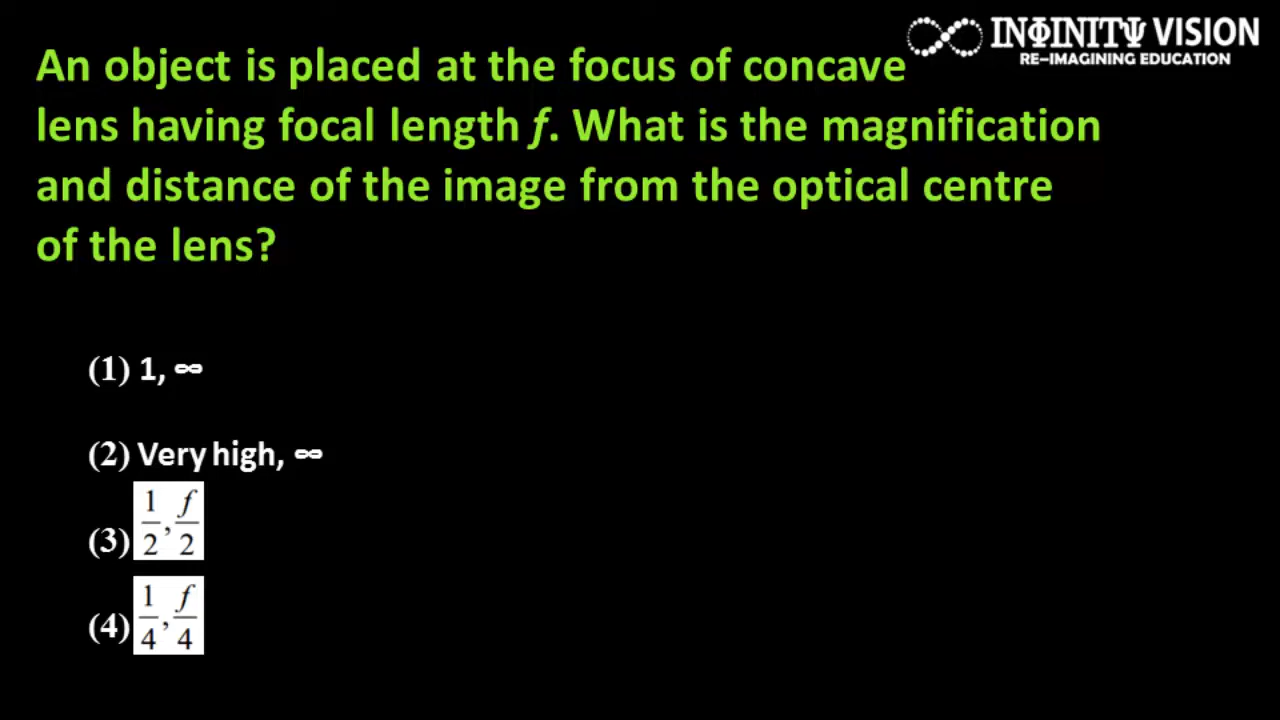 INΦINITΨ VISION
RE-IMAGINING EDUCATION
An object is placed at the focus of concave
lens having focal length f. What is the magnification
and distance of the image from the optical centre
of the lens?
(1) 1, ∞
(2) Very high, ∞
(3) 1/2, f/2
(4) 1/4, f/4